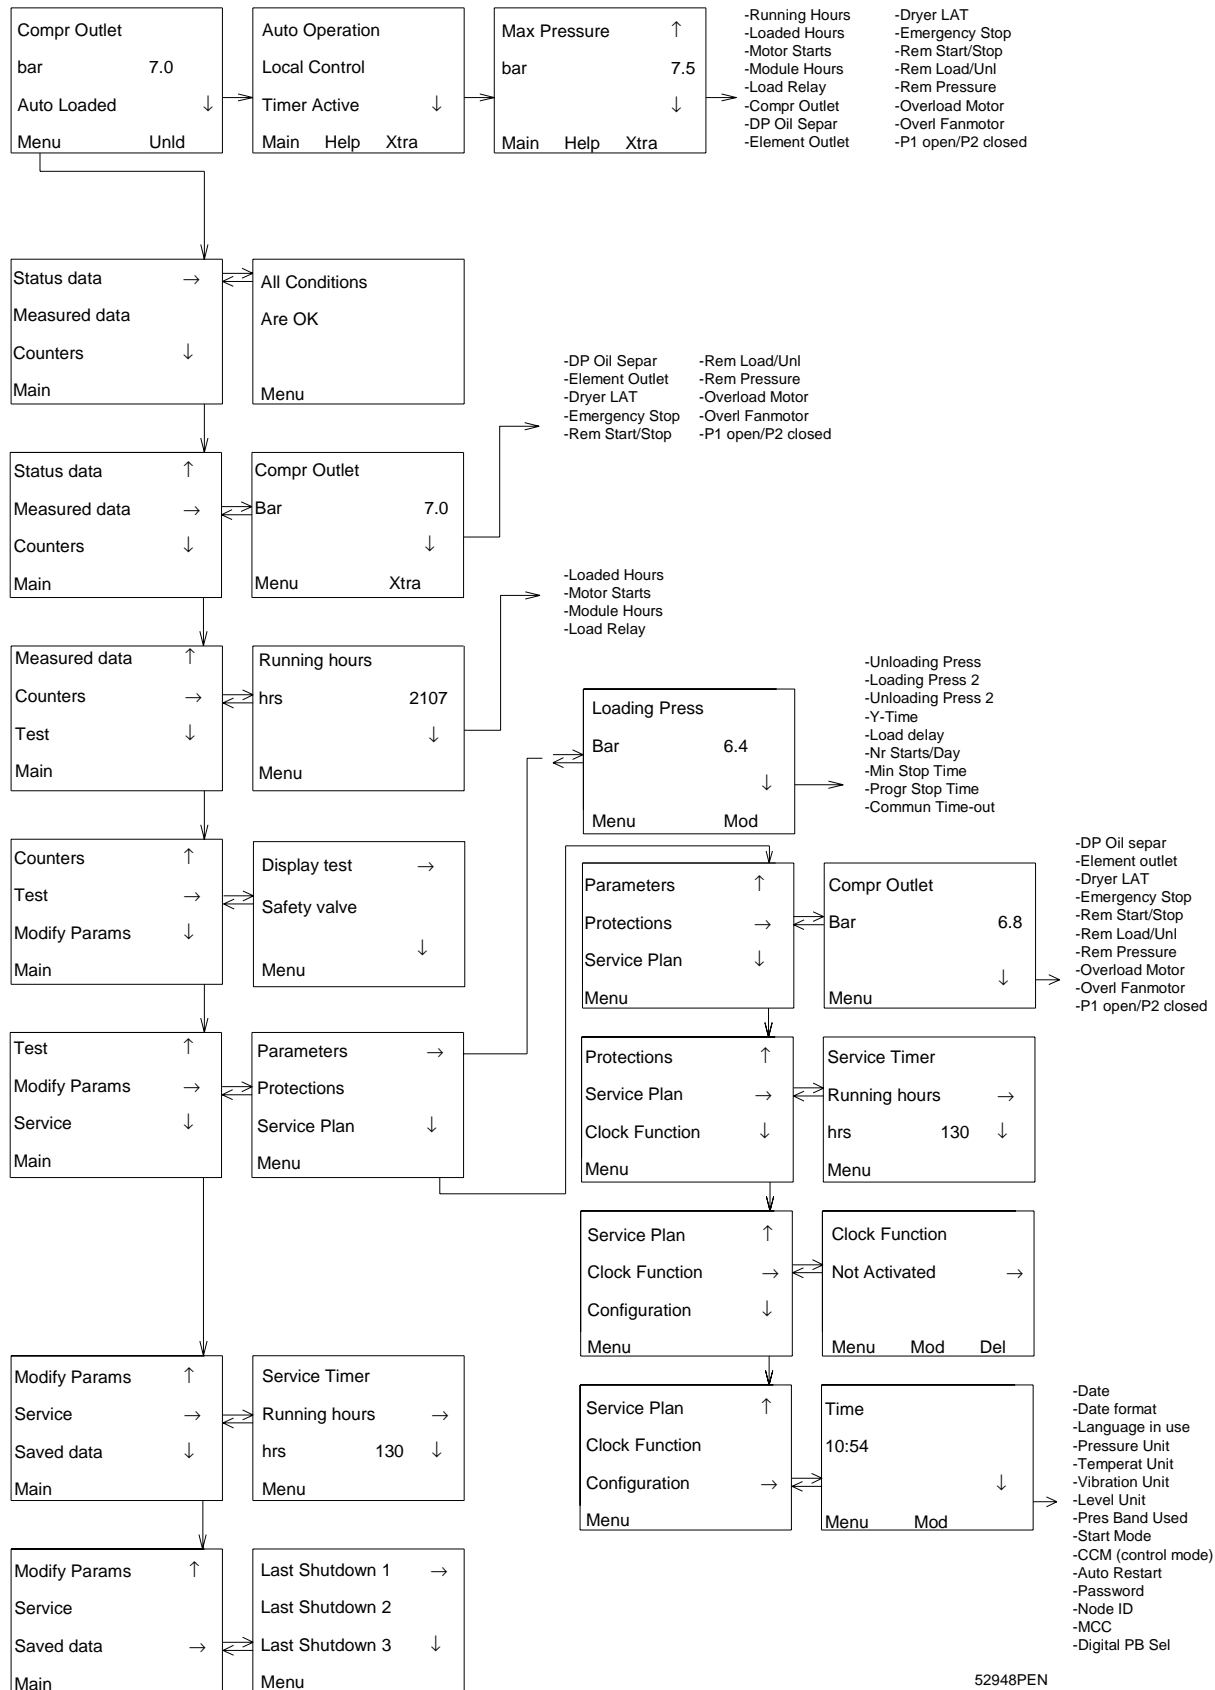 Compr Outlet
bar 7.0
Auto Loaded ↓
Menu Unld
Auto Operation
Local Control
Timer Active ↓
Main Help Xtra
Max Pressure ↑
bar 7.5
↓
Main Help Xtra
-Running Hours
-Loaded Hours
-Motor Starts
-Module Hours
-Load Relay
-Compr Outlet
-DP Oil Separ
-Element Outlet
-Dryer LAT
-Emergency Stop
-Rem Start/Stop
-Rem Load/Unl
-Rem Pressure
-Overload Motor
-Overl Fanmotor
-P1 open/P2 closed
Status data →
Measured data
Counters ↓
Main
All Conditions
Are OK
Menu
Status data ↑
Measured data →
Counters ↓
Main
Compr Outlet
Bar 7.0
↓
Menu Xtra
-DP Oil Separ
-Element Outlet
-Dryer LAT
-Emergency Stop
-Rem Start/Stop
-Rem Load/Unl
-Rem Pressure
-Overload Motor
-Overl Fanmotor
-P1 open/P2 closed
Measured data ↑
Counters →
Test ↓
Main
Running hours
hrs 2107
↓
Menu
-Loaded Hours
-Motor Starts
-Module Hours
-Load Relay
Loading Press
Bar 6.4
↓
Menu Mod
-Unloading Press
-Loading Press 2
-Unloading Press 2
-Y-Time
-Load delay
-Nr Starts/Day
-Min Stop Time
-Progr Stop Time
-Commun Time-out
Counters ↑
Test →
Modify Params ↓
Main
Display test →
Safety valve
↓
Menu
Parameters ↑
Protections →
Service Plan ↓
Menu
Compr Outlet
Bar 6.8
↓
Menu
-DP Oil separ
-Element outlet
-Dryer LAT
-Emergency Stop
-Rem Start/Stop
-Rem Load/Unl
-Rem Pressure
-Overload Motor
-Overl Fanmotor
-P1 open/P2 closed
Test ↑
Modify Params →
Service ↓
Main
Parameters →
Protections
Service Plan ↓
Menu
Protections ↑
Service Plan →
Clock Function ↓
Menu
Service Timer
Running hours →
hrs 130 ↓
Menu
Service Plan ↑
Clock Function →
Configuration ↓
Menu
Clock Function
Not Activated →
Menu Mod Del
Modify Params ↑
Service →
Saved data ↓
Main
Service Timer
Running hours →
hrs 130 ↓
Menu
Service Plan ↑
Clock Function
Configuration →
Menu
Time
10:54
↓
Menu Mod
-Date
-Date format
-Language in use
-Pressure Unit
-Temperat Unit
-Vibration Unit
-Level Unit
-Pres Band Used
-Start Mode
-CCM (control mode)
-Auto Restart
-Password
-Node ID
-MCC
-Digital PB Sel
Modify Params ↑
Service
Saved data →
Main
Last Shutdown 1 →
Last Shutdown 2
Last Shutdown 3 ↓
Menu
52948PEN